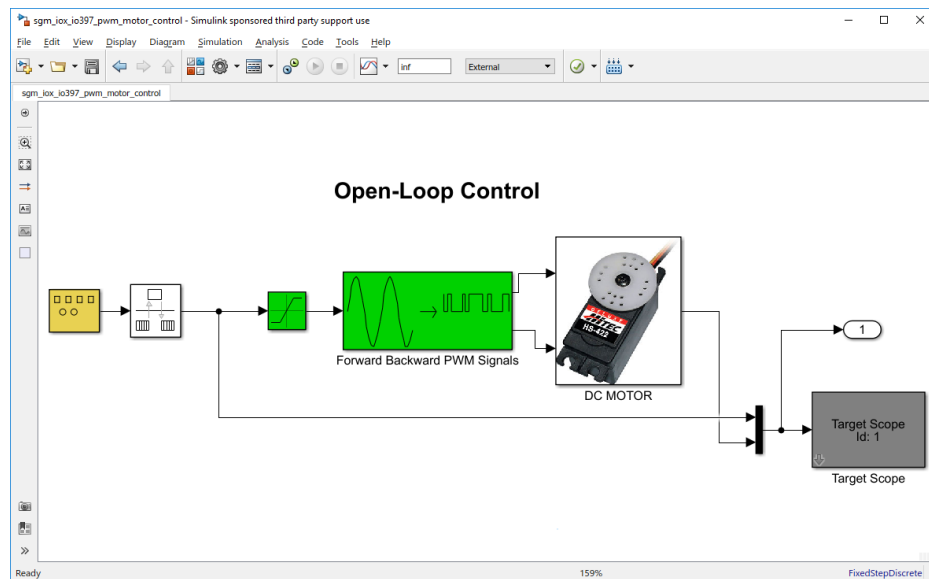 sgm_iox_io397_pwm_motor_control - Simulink sponsored third party support use
File Edit View Display Diagram Simulation Analysis Code Tools Help
inf External
sgm_iox_io397_pwm_motor_control
Open-Loop Control
HiTEC
HS-422
Forward Backward PWM Signals
DC MOTOR
1
Target Scope
Id: 1
Target Scope
Ready 159% FixedStepDiscrete